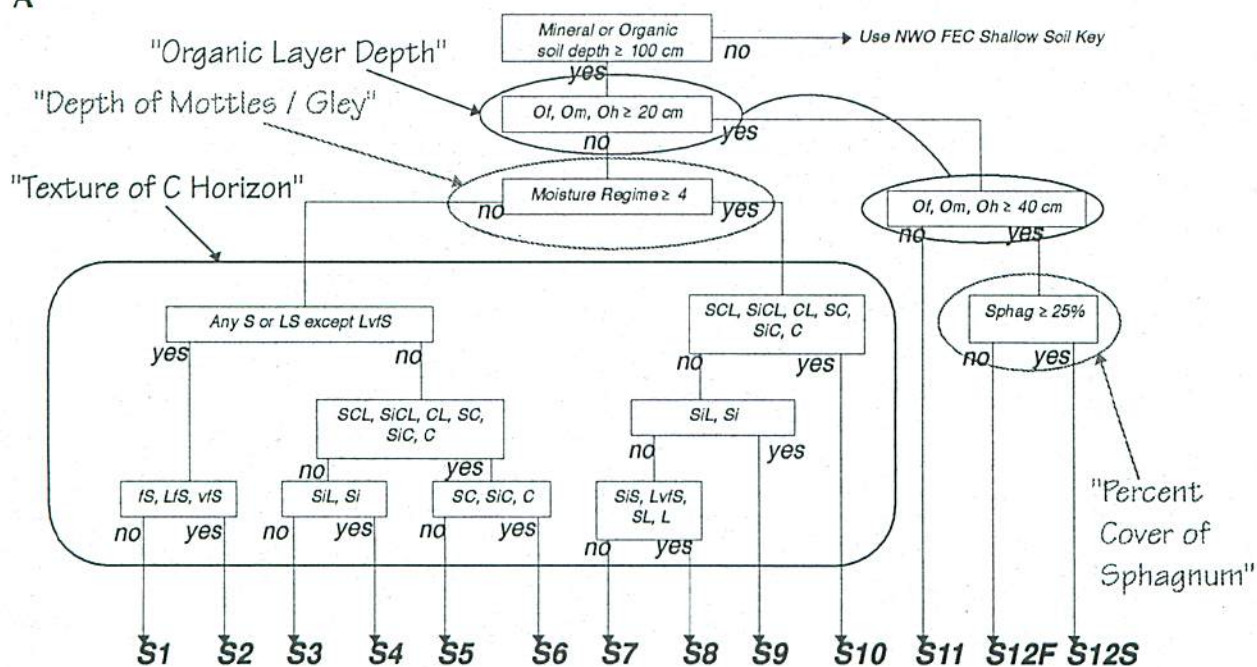 A
Mineral or Organic
soil depth ≥ 100 cm
no
Use NWO FEC Shallow Soil Key
yes
"Organic Layer Depth"
Of, Om, Oh ≥ 20 cm
yes
no
"Depth of Mottles / Gley"
Moisture Regime ≥ 4
no
yes
"Texture of C Horizon"
Of, Om, Oh ≥ 40 cm
no
yes
Any S or LS except LvfS
yes
no
SCL, SiCL, CL, SC,
SiC, C
no
yes
Sphag ≥ 25%
no
yes
SCL, SiCL, CL, SC,
SiC, C
no
yes
SiL, Si
no
yes
fS, LfS, vfS
no
yes
SiL, Si
no
yes
SC, SiC, C
no
yes
SiS, LvfS,
SL, L
no
yes
"Percent
Cover of
Sphagnum"
S1 S2 S3 S4 S5 S6 S7 S8 S9 S10 S11 S12F S12S